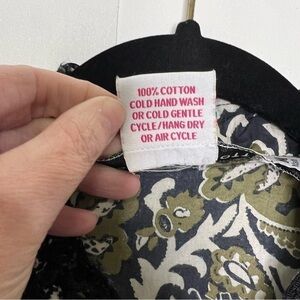 100% COTTON
COLD HAND WASH
OR COLD GENTLE
CYCLE/HANG DRY
OR AIR CYCLE